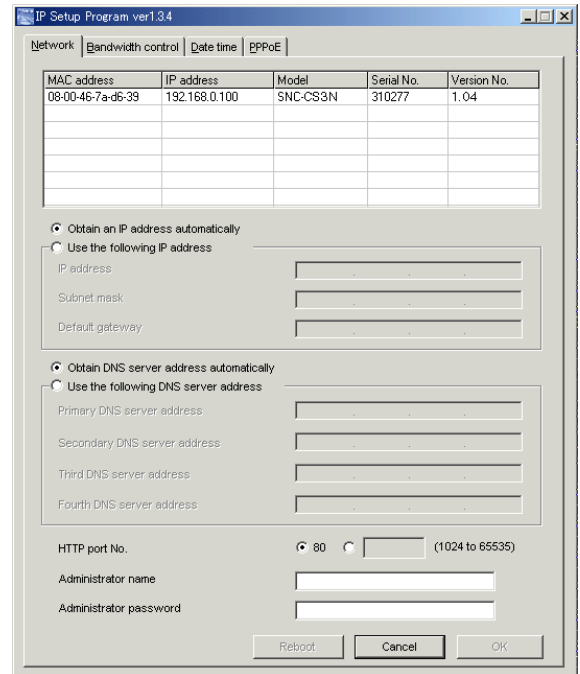 IP Setup Program ver1.3.4
Network Bandwidth control Date time PPPoE
MAC address IP address Model Serial No. Version No.
08-00-46-7a-d6-39 192.168.0.100 SNC-CS3N 310277 1.04
Obtain an IP address automatically
Use the following IP address
IP address
Subnet mask
Default gateway
Obtain DNS server address automatically
Use the following DNS server address
Primary DNS server address
Secondary DNS server address
Third DNS server address
Fourth DNS server address
HTTP port No. 80 (1024 to 65535)
Administrator name
Administrator password
Reboot Cancel OK